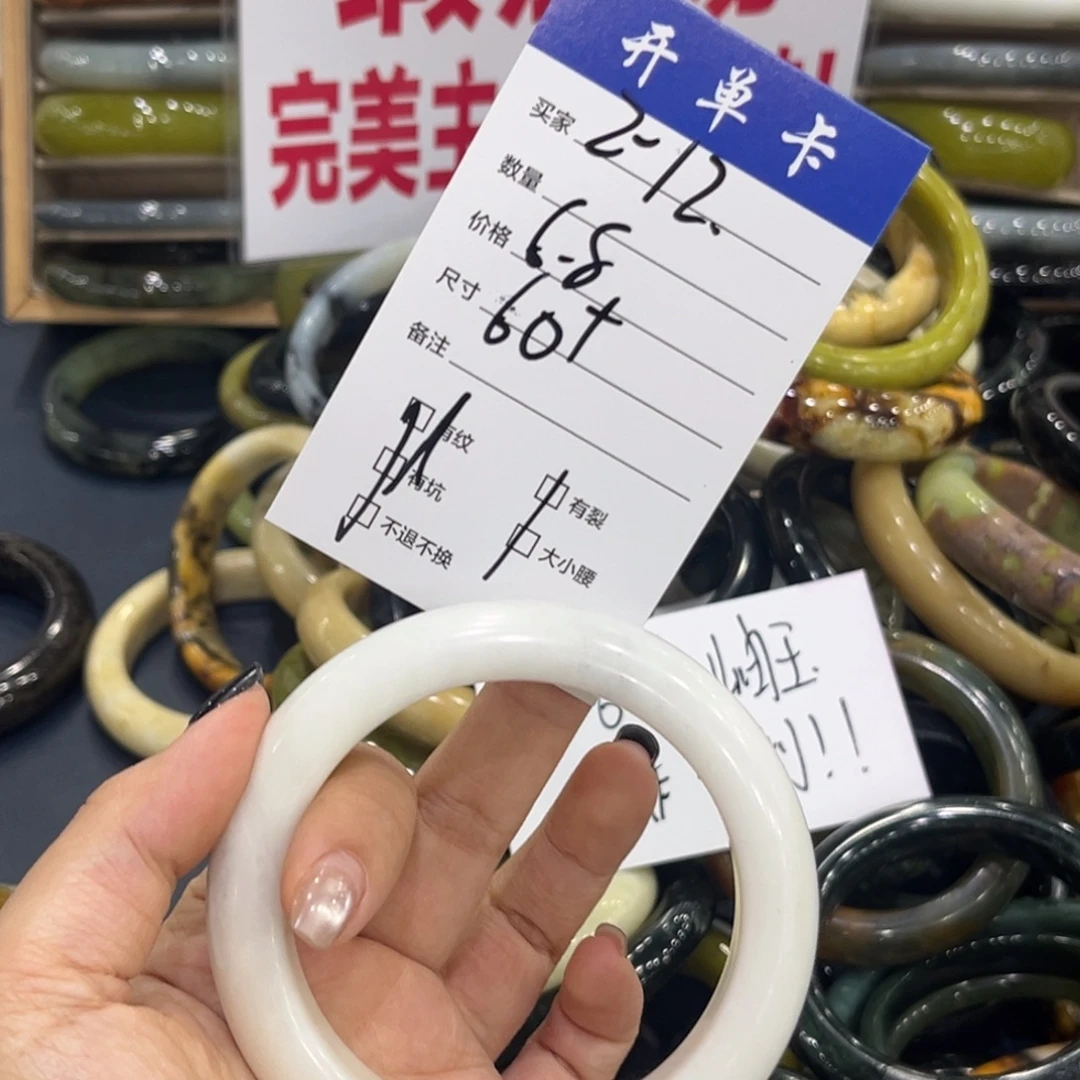 完美主
开单卡
买家 2-12.
数量
价格 6-8
尺寸 60+
备注
有纹
有坑
不退不换
有裂
大小腰
!!